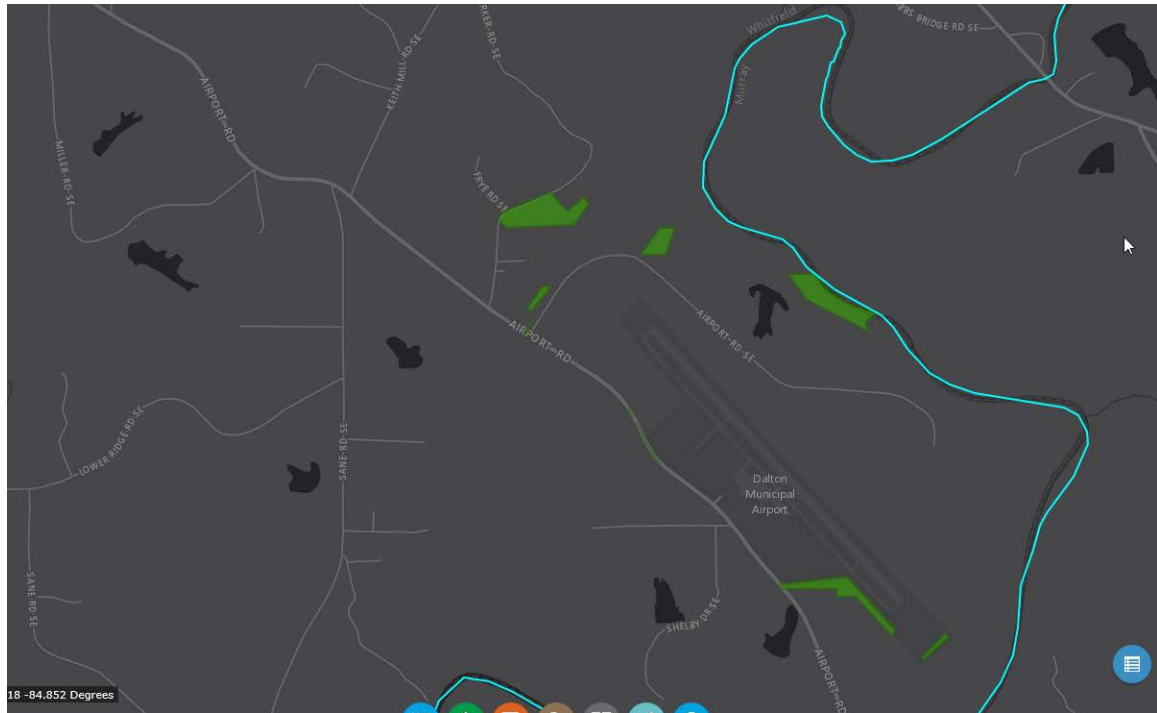 Whitfield
Murray
BBS BRIDGE RD SE
RKER-RD-SE
KEITH MILL-RD-SE
AIRPORT-RD
MILLER-RD-SE
FRYE RD SE
AIRPORT-RD
AIRPORT-RD-SE
LOWER RIDGE RD SE
SANE-RD-SE
Dalton
Municipal
Airport
SANE-RD-SE
SHELBY DR SE
AIRPORT-RD
18 -84.852 Degrees